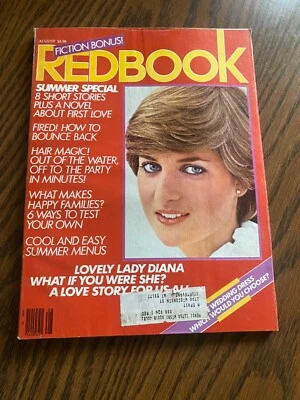 AUGUST
FICTION BONUS!
REDBOOK
SUMMER SPECIAL
8 SHORT STORIES
PLUS A NOVEL
ABOUT FIRST LOVE
FIRED! HOW TO
BOUNCE BACK
HAIR MAGIC!
OUT OF THE WATER,
OFF TO THE PARTY
IN MINUTES!
WHAT MAKES
HAPPY FAMILIES?
6 WAYS TO TEST
YOUR OWN
COOL AND EASY
SUMMER MENUS
LOVELY LADY DIANA
WHAT IF YOU WERE SHE?
A LOVE STORY FOR US ALL
WEDDING DRESS
WHICH WOULD YOU CHOOSE?